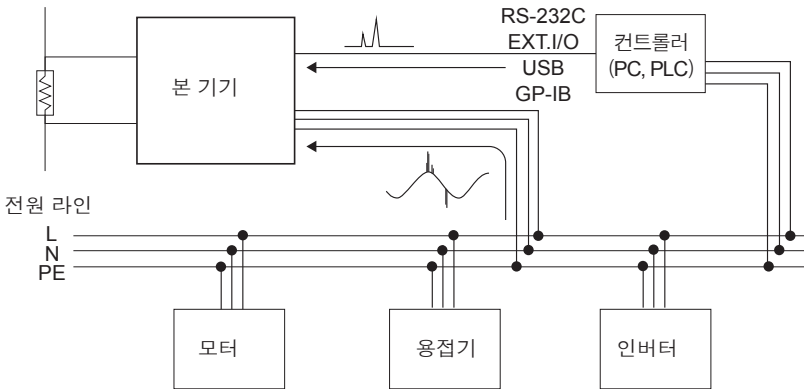 RS-232C
EXT.I/O
USB
GP-IB
컨트롤러
(PC, PLC)
본 기기
전원 라인
L
N
PE
모터
용접기
인버터